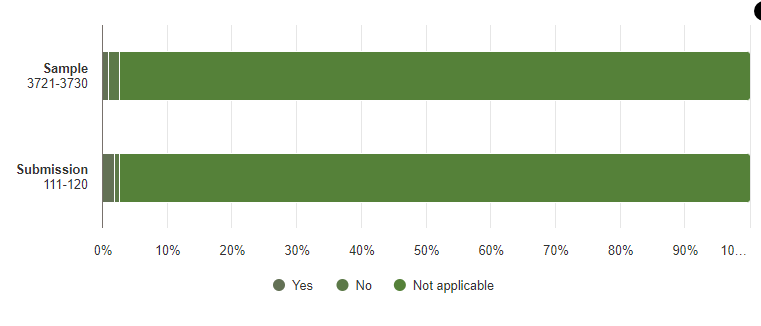 Sample
3721-3730
Submission
111-120
0% 10% 20% 30% 40% 50% 60% 70% 80% 90% 10...
Yes No Not applicable